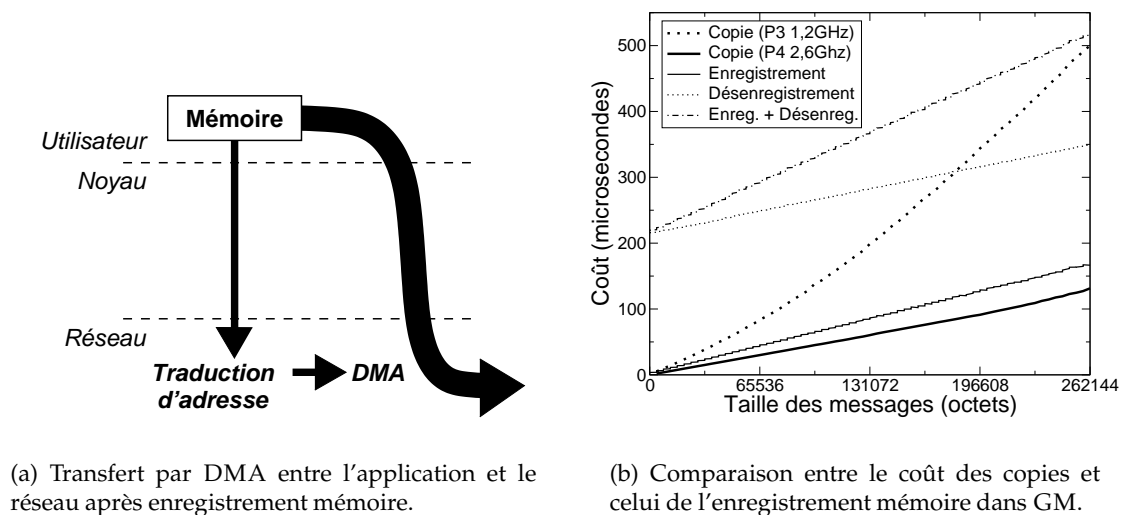 Mémoire
Utilisateur
Noyau
Réseau
Traduction
d'adresse
DMA
(a) Transfert par DMA entre l'application et le
réseau après enregistrement mémoire.
Copie (P3 1,2GHz)
Copie (P4 2,6Ghz)
Enregistrement
Désenregistrement
Enreg. + Désenreg.
Coût (microsecondes)
500
400
300
200
100
0
0 65536 131072 196608 262144
Taille des messages (octets)
(b) Comparaison entre le coût des copies et
celui de l'enregistrement mémoire dans GM.